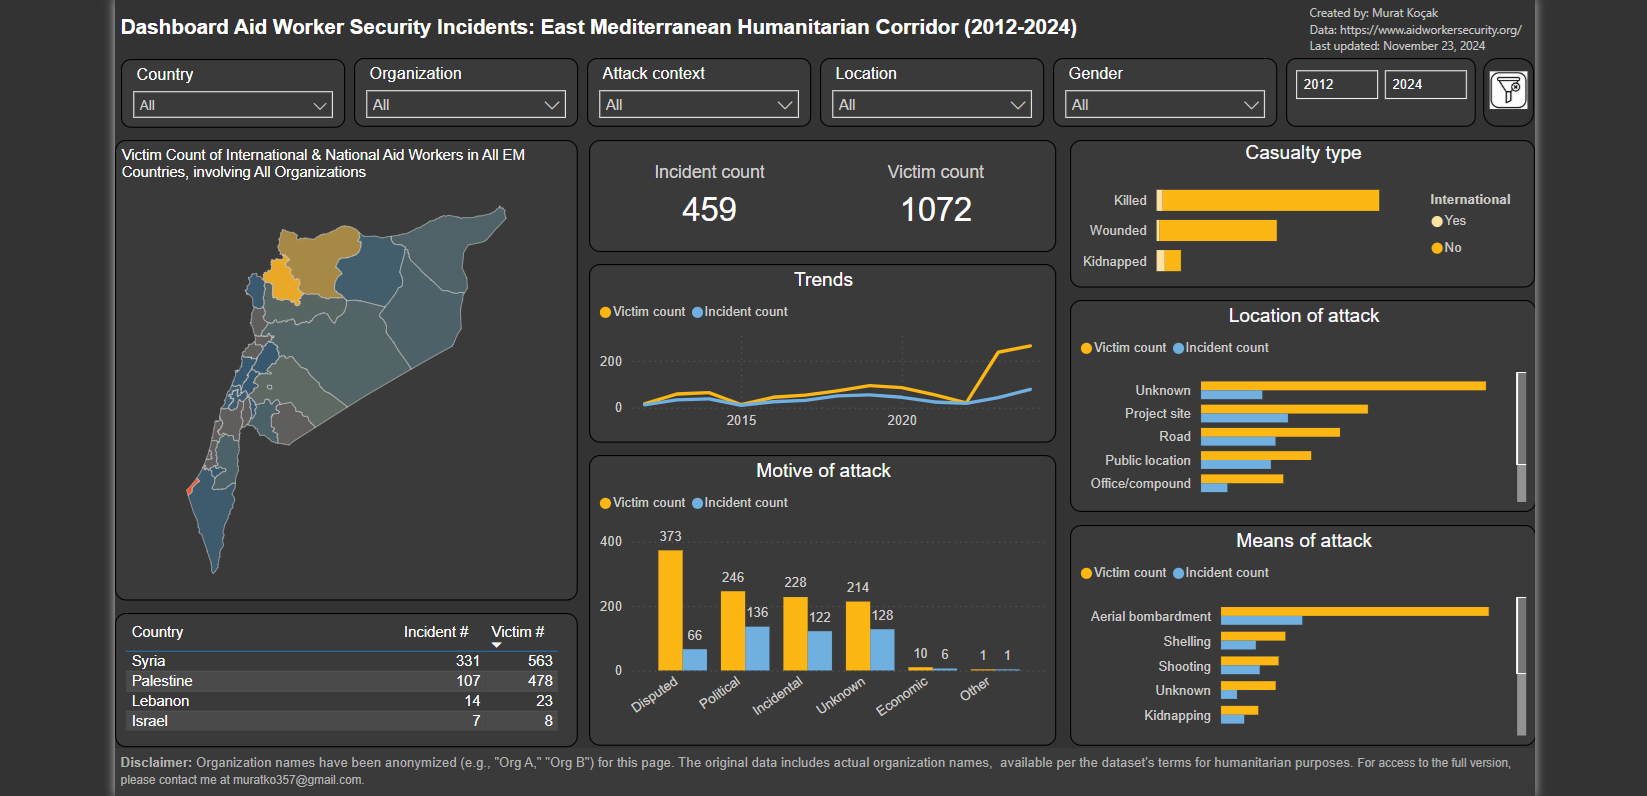 Dashboard Aid Worker Security Incidents: East Mediterranean Humanitarian Corridor (2012-2024)
Created by: Murat Koçak
Data: https://www.aidworkersecurity.org/
Last updated: November 23, 2024
Country
All
Organization
All
Attack context
All
Location
All
Gender
All
2012
2024
Victim Count of International & National Aid Workers in All EM
Countries, involving All Organizations
Country Incident # Victim #
Syria 331 563
Palestine 107 478
Lebanon 14 23
Israel 7 8
Incident count
459
Victim count
1072
Trends
Victim count Incident count
200
0
2015 2020
Motive of attack
Victim count Incident count
400
200
0
373
66
246
136
228
122
214
128
10
6
1
1
Disputed
Political
Incidental
Unknown
Economic
Other
Casualty type
Killed
Wounded
Kidnapped
International
Yes
No
Location of attack
Victim count Incident count
Unknown
Project site
Road
Public location
Office/compound
Means of attack
Victim count Incident count
Aerial bombardment
Shelling
Shooting
Unknown
Kidnapping
Disclaimer: Organization names have been anonymized (e.g., "Org A," "Org B") for this page. The original data includes actual organization names, available per the dataset's terms for humanitarian purposes. For access to the full version,
please contact me at muratko357@gmail.com.